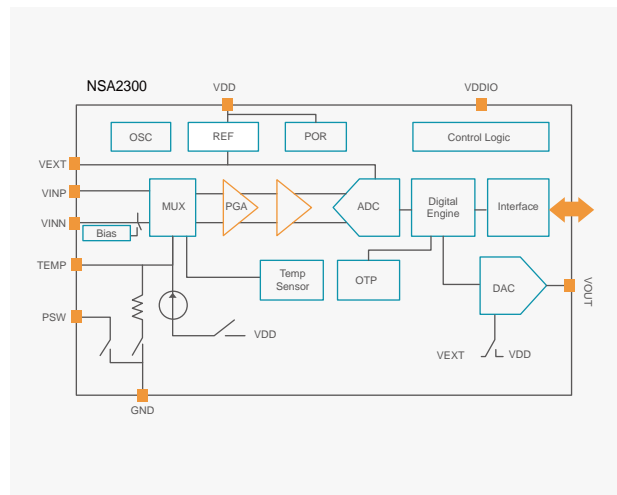 NSA2300
VDD
VDDIO
OSC
REF
POR
Control Logic
VEXT
VINP
VINN
Bias
MUX
PGA
ADC
Digital
Engine
Interface
TEMP
Temp
Sensor
OTP
DAC
VOUT
PSW
VDD
VEXT
VDD
GND